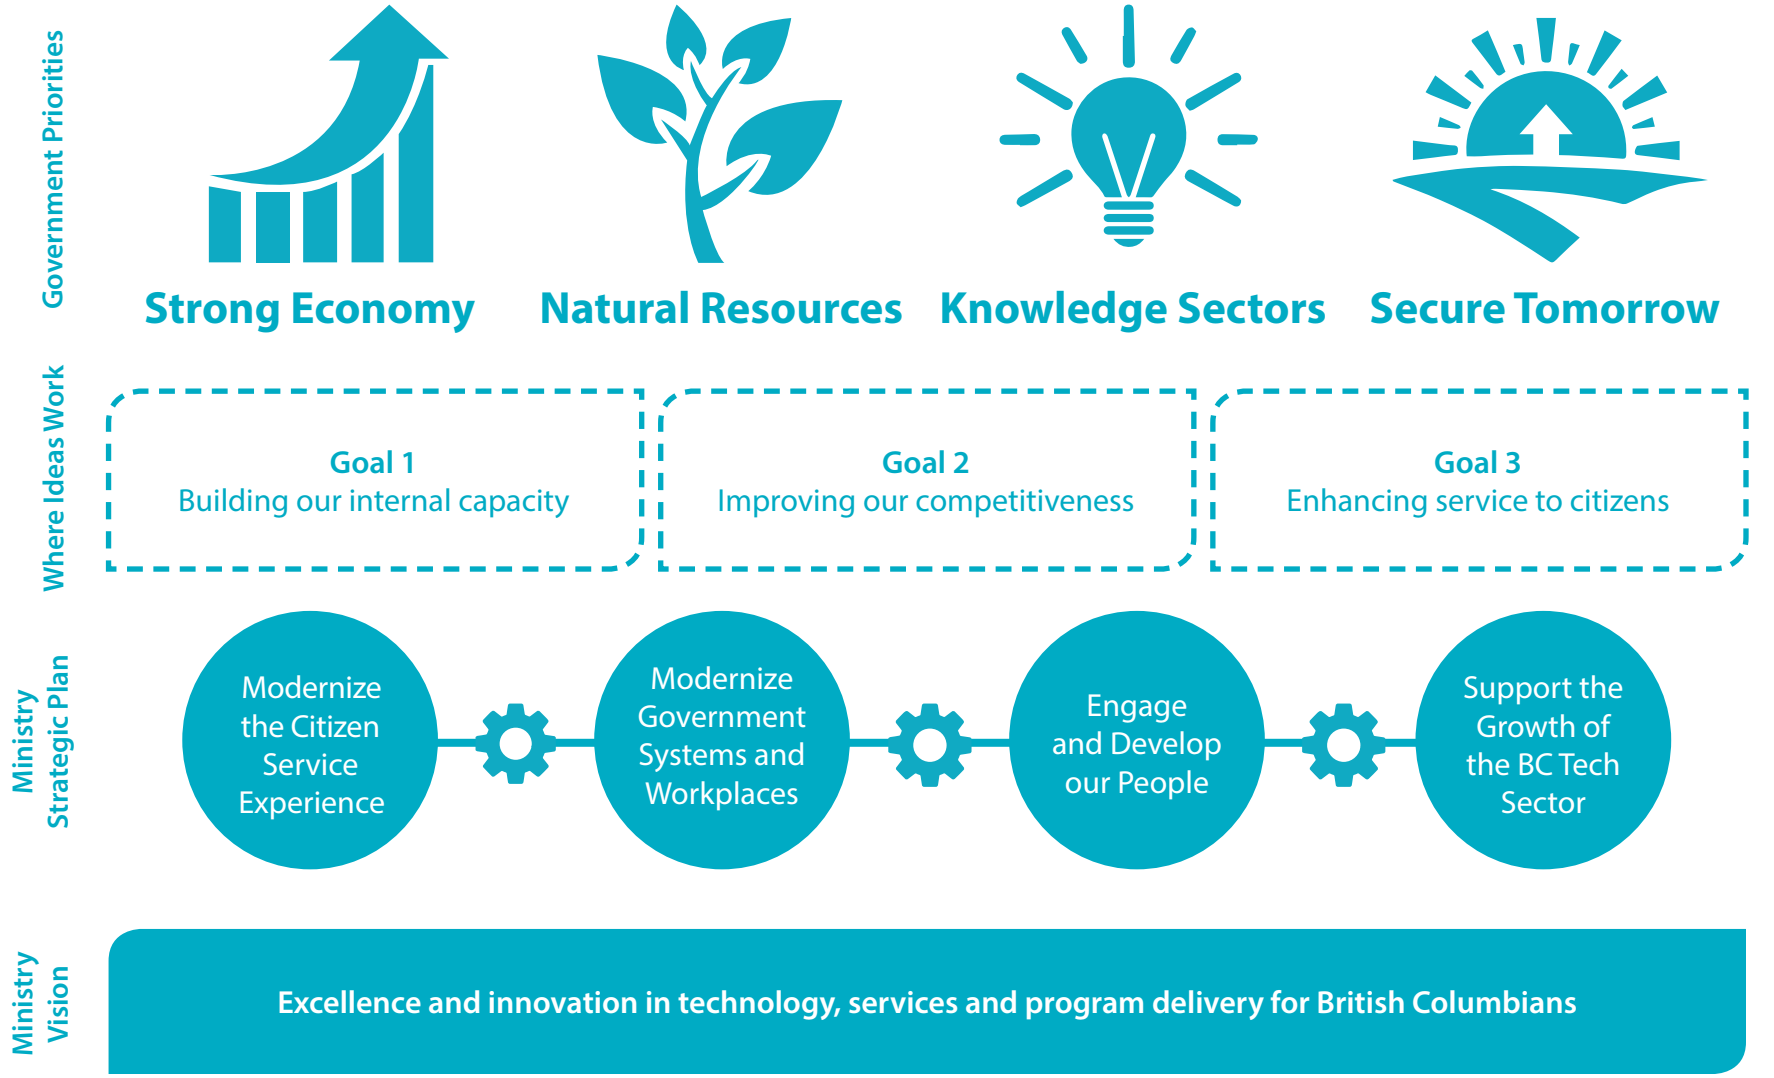 Government Priorities
Strong Economy
Natural Resources
Knowledge Sectors
Secure Tomorrow
Where Ideas Work
Goal 1
Building our internal capacity
Goal 2
Improving our competitiveness
Goal 3
Enhancing service to citizens
Ministry
Strategic Plan
Modernize
the Citizen
Service
Experience
Modernize
Government
Systems and
Workplaces
Engage
and Develop
our People
Support the
Growth of
the BC Tech
Sector
Ministry
Vision
Excellence and innovation in technology, services and program delivery for British Columbians